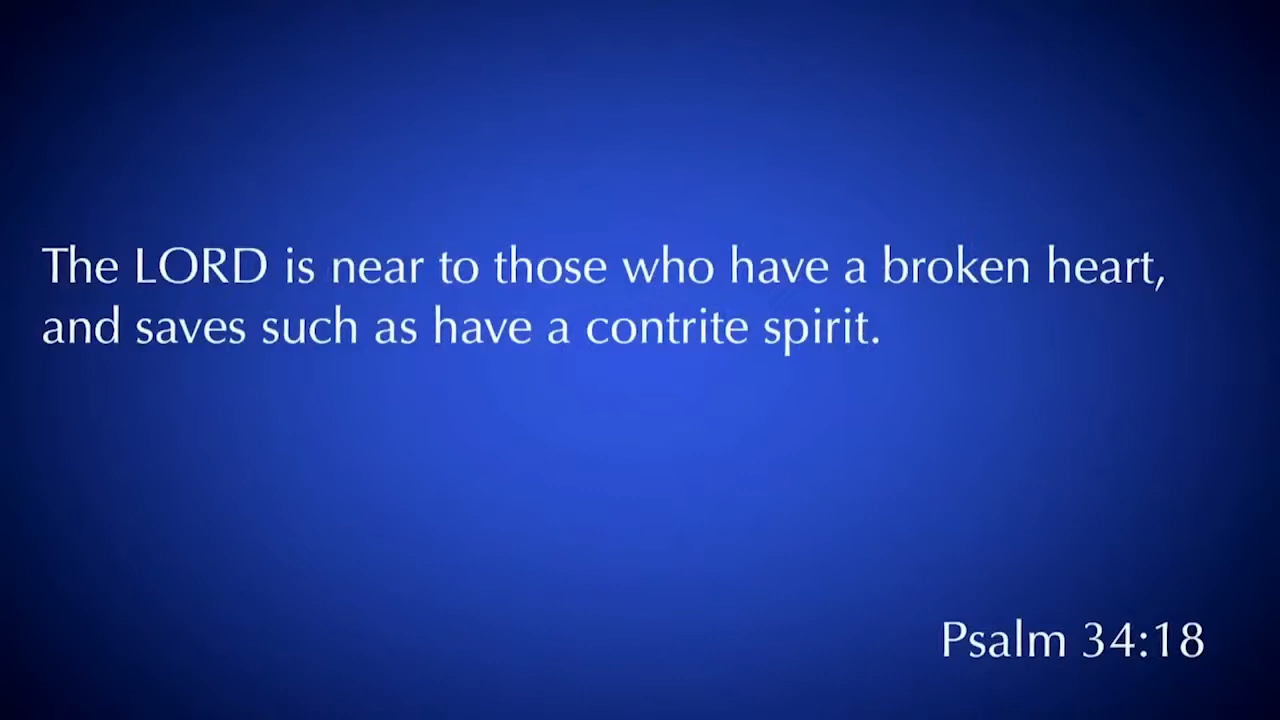 The LORD is near to those who have a broken heart,
and saves such as have a contrite spirit.
Psalm 34:18